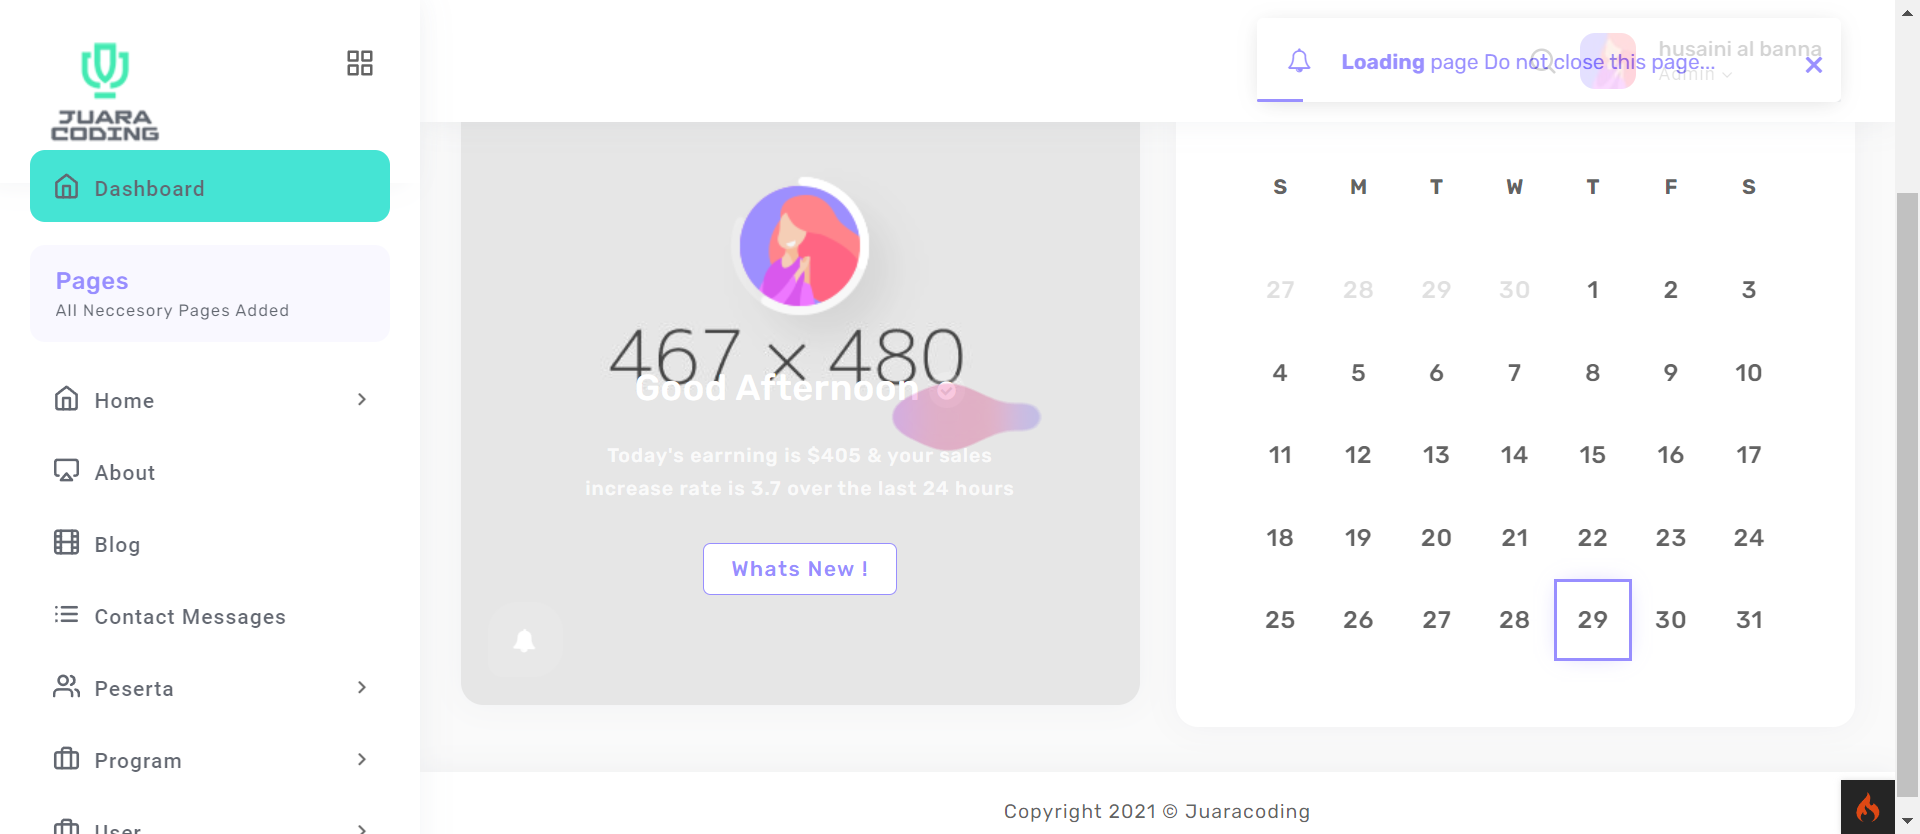 JUARA
CODING
Dashboard
Pages
All Neccesory Pages Added
Home
About
Blog
Contact Messages
Peserta
Program
User
Loading page Do not close this page...
husaini al banna
Admin
467 × 480
Good Afternoon
Today's earrning is $405 & your sales
increase rate is 3.7 over the last 24 hours
Whats New !
S M T W T F S
27 28 29 30 1 2 3
4 5 6 7 8 9 10
11 12 13 14 15 16 17
18 19 20 21 22 23 24
25 26 27 28 29 30 31
Copyright 2021 © Juaracoding